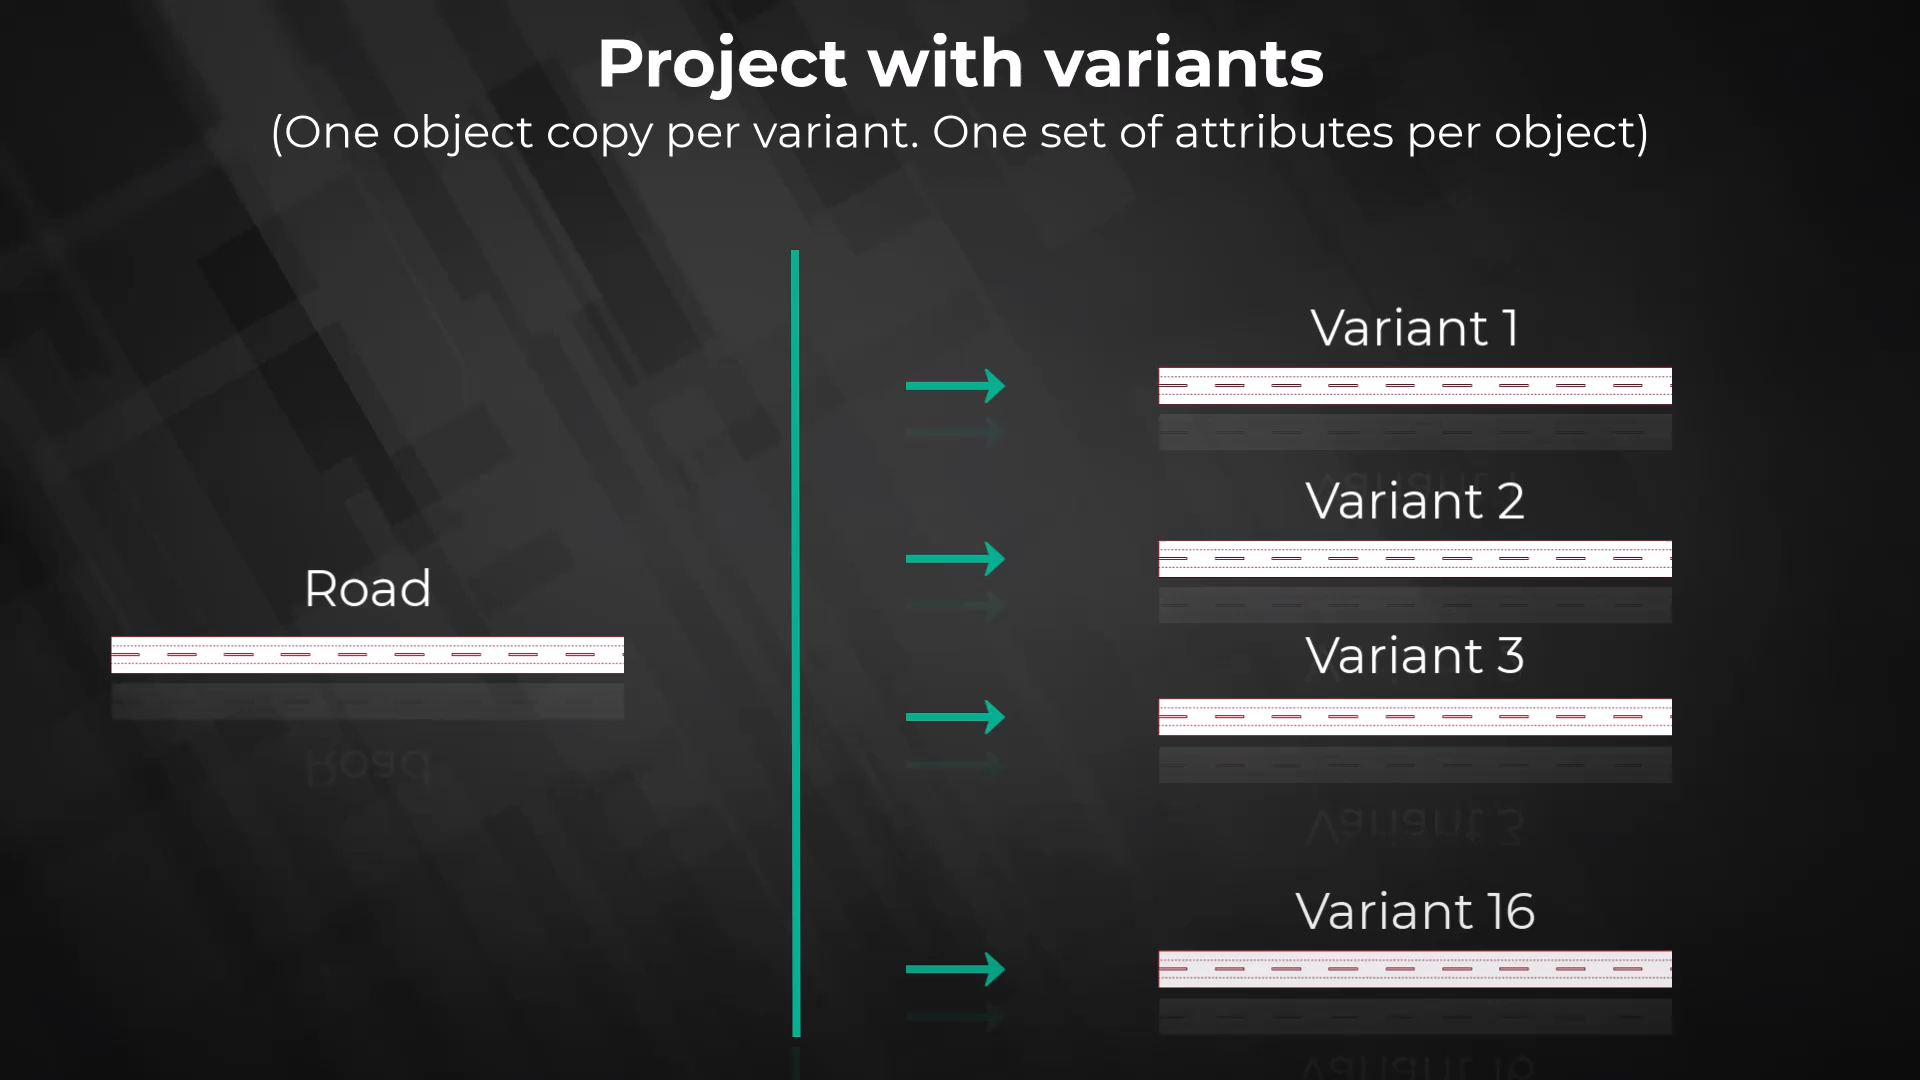 Project with variants
(One object copy per variant. One set of attributes per object)
Road
Variant 1
Variant 2
Variant 3
Variant 16